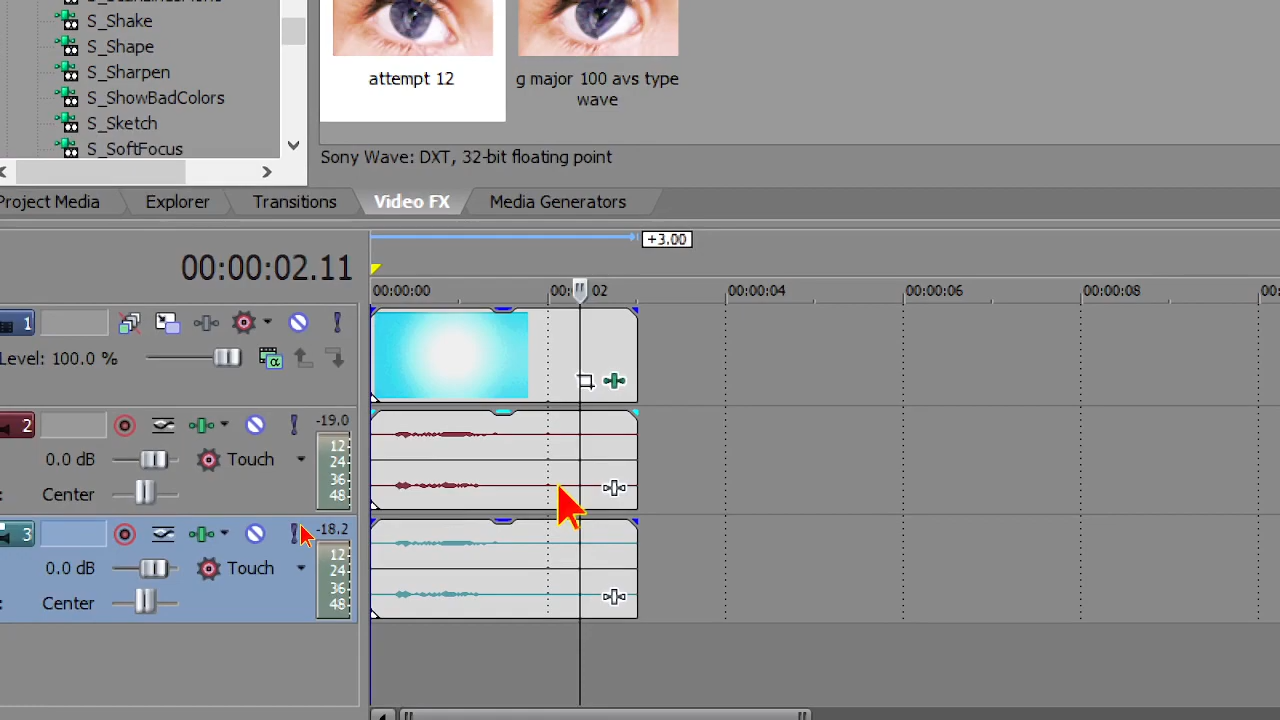 S_Shake
S_Shape
S_Sharpen
S_ShowBadColors
S_Sketch
S_SoftFocus
attempt 12
g major 100 avs type
wave
Sony Wave: DXT, 32-bit floating point
Project Media
Explorer
Transitions
Video FX
Media Generators
+3.00
00:00:02.11
00:00:00
00: 02
00:00:04
00:00:06
00:00:08
00:
1
Level: 100.0 %
2
-19.0
12
24
36
48
0.0 dB
Touch
Center
3
-18.2
12
24
36
48
0.0 dB
Touch
Center